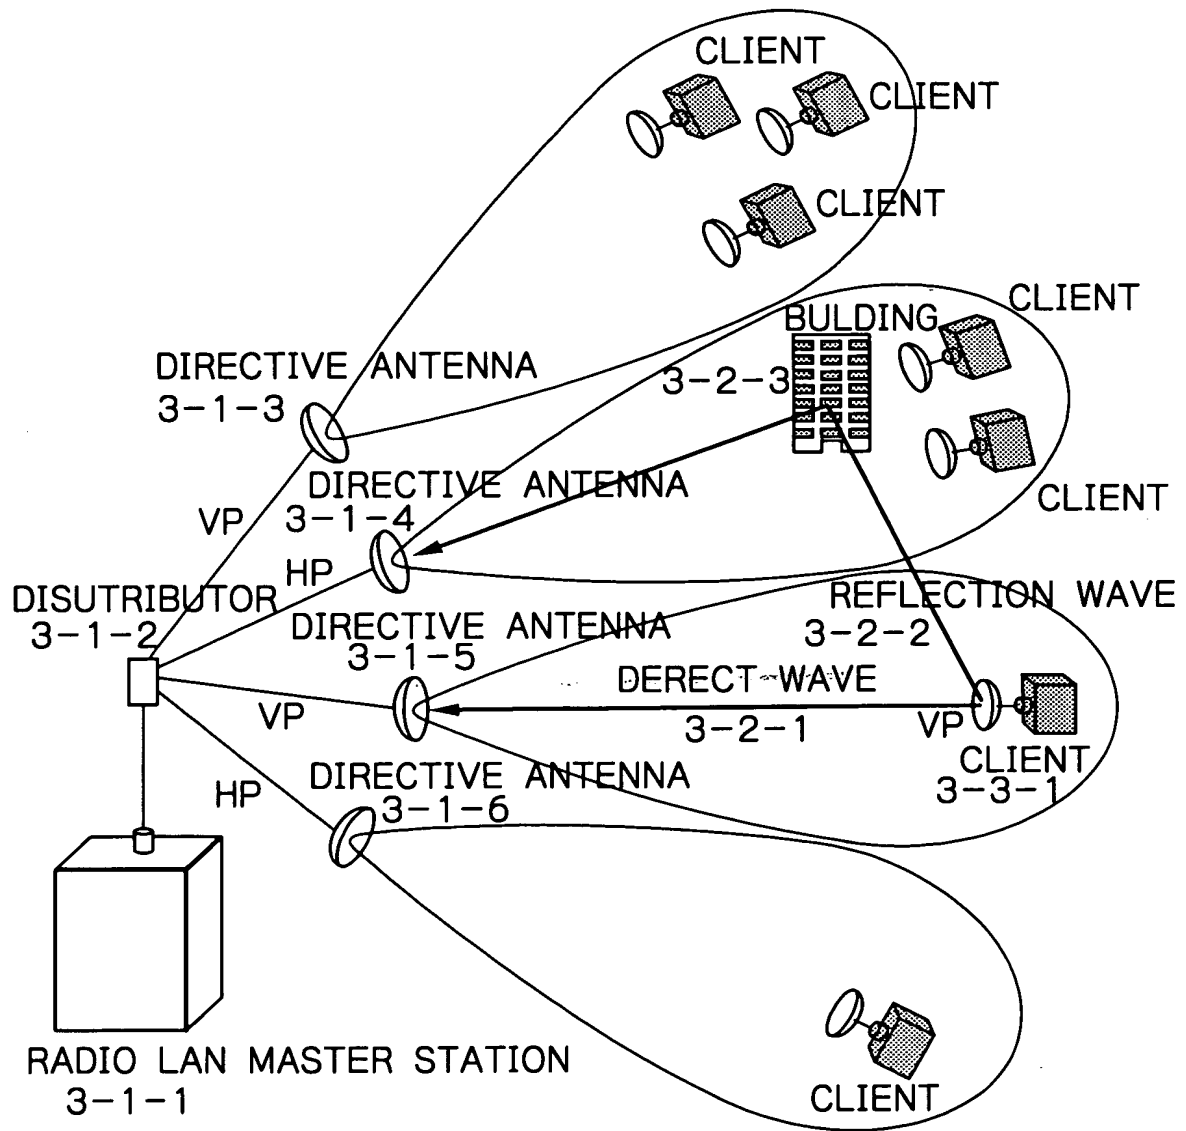 CLIENT
CLIENT
CLIENT
CLIENT
BULDING
DIRECTIVE ANTENNA
3-1-3
3-2-3
DIRECTIVE ANTENNA
3-1-4
CLIENT
VP
HP
DISUTRIBUTOR
3-1-2
REFLECTION WAVE
3-2-2
DIRECTIVE ANTENNA
3-1-5
DERECT WAVE
3-2-1
VP
VP
CLIENT
3-3-1
DIRECTIVE ANTENNA
3-1-6
HP
RADIO LAN MASTER STATION
3-1-1
CLIENT